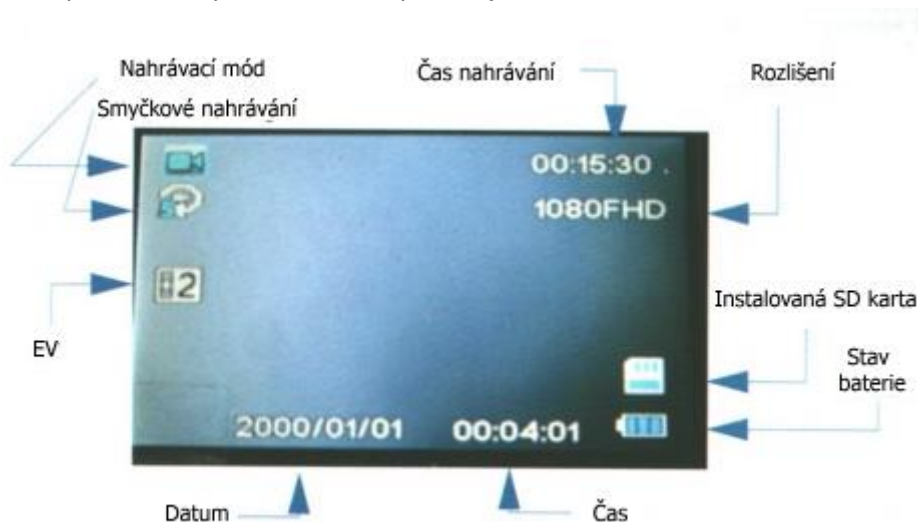 Nahrávací mód
Čas nahrávání
Rozlišení
Smyčkové nahrávání
00:15:30
1080FHD
EV
Instalovaná SD karta
Stav
baterie
2000/01/01
00:04:01
Datum
Čas